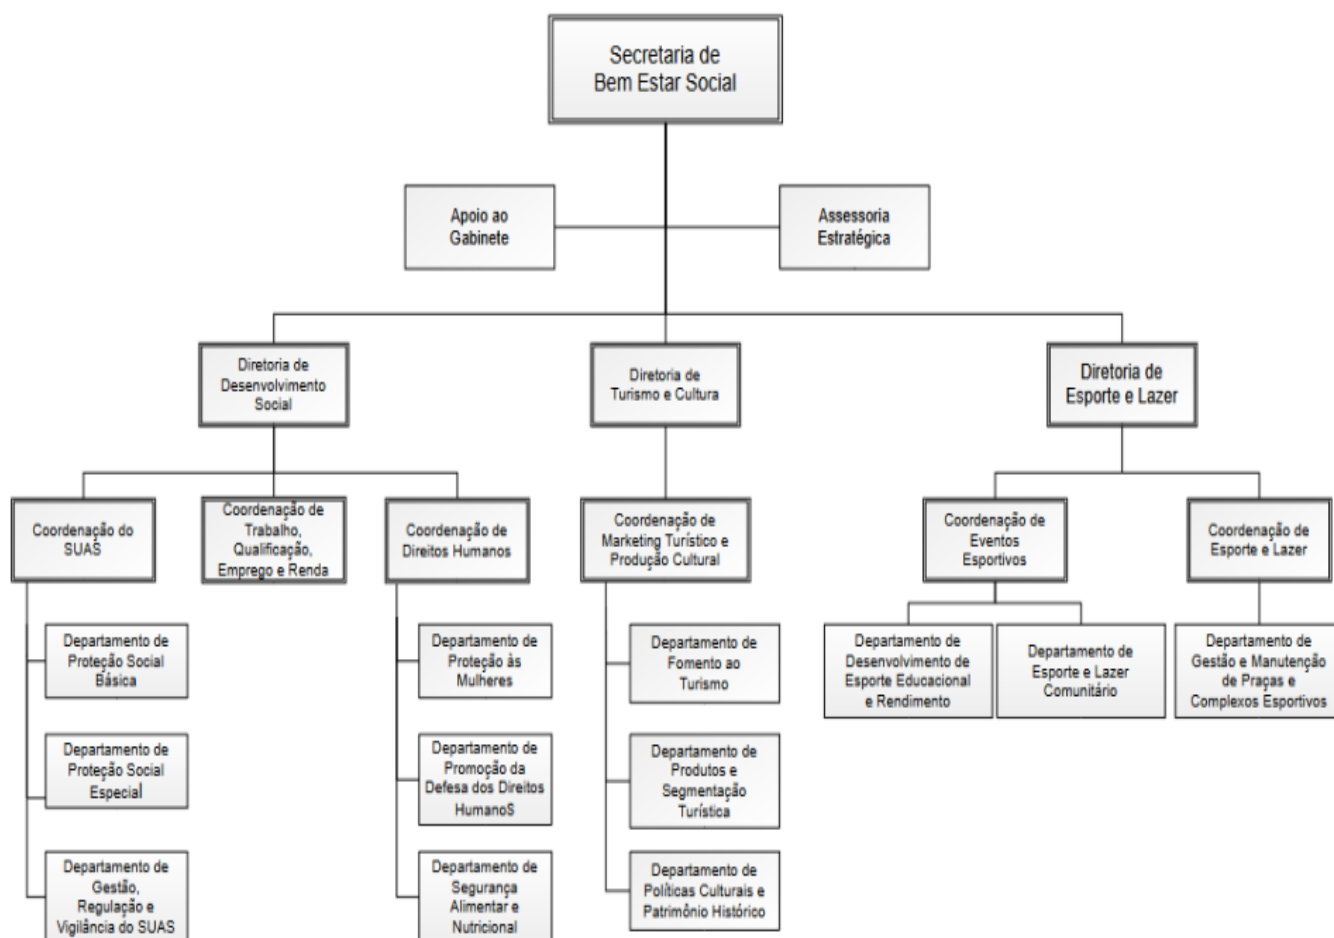 Secretaria de
Bem Estar Social
Apoio ao
Gabinete
Assessoria
Estratégica
Diretoria de
Desenvolvimento
Social
Diretoria de
Turismo e Cultura
Diretoria de
Esporte e Lazer
Coordenação do
SUAS
Coordenação de
Trabalho,
Qualificação,
Emprego e Renda
Coordenação de
Direitos Humanos
Coordenação de
Marketing Turístico e
Produção Cultural
Coordenação de
Eventos
Esportivos
Coordenação de
Esporte e Lazer
Departamento de
Proteção Social
Básica
Departamento de
Proteção às
Mulheres
Departamento de
Fomento ao
Turismo
Departamento de
Desenvolvimento de
Esporte Educacional
e Rendimento
Departamento de
Esporte e Lazer
Comunitário
Departamento de
Gestão e Manutenção
de Praças e
Complexos Esportivos
Departamento de
Proteção Social
Especial
Departamento de
Promoção da
Defesa dos Direitos
HumanoS
Departamento de
Produtos e
Segmentação
Turística
Departamento de
Gestão,
Regulação e
Vigilância do SUAS
Departamento de
Segurança
Alimentar e
Nutricional
Departamento de
Políticas Culturais e
Patrimônio Histórico